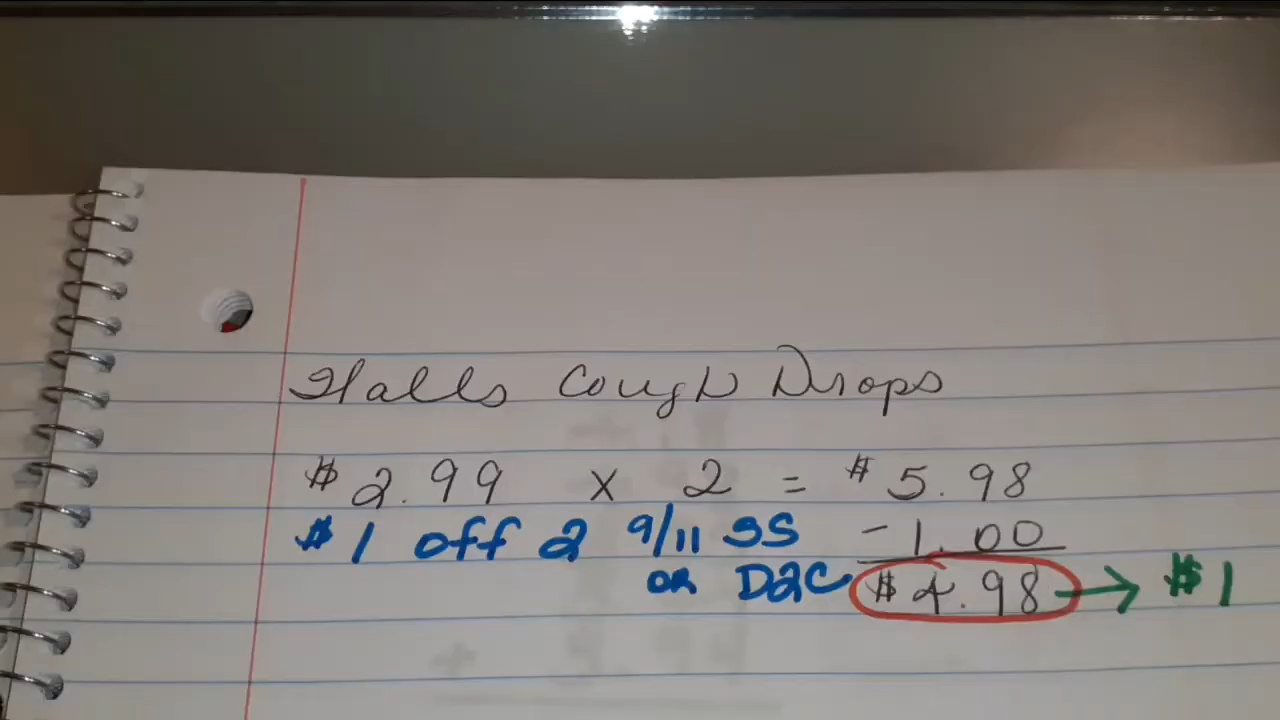 Halls Cough Drops
$2.99 x 2 = $5.98
$1 off 2 9/11 SS -1.00
or D2C $4.98 → $1